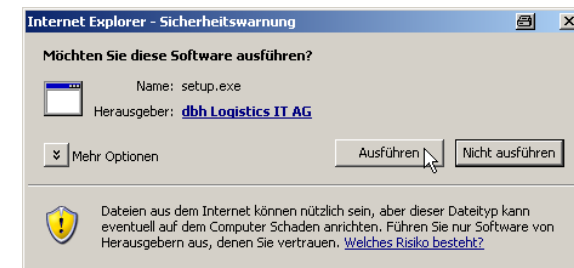 Internet Explorer - Sicherheitswarnung
Möchten Sie diese Software ausführen?
Name: setup.exe
Herausgeber: dbh Logistics IT AG
Mehr Optionen Ausführen Nicht ausführen
Dateien aus dem Internet können nützlich sein, aber dieser Dateityp kann
eventuell auf dem Computer Schaden anrichten. Führen Sie nur Software von
Herausgebern aus, denen Sie vertrauen. Welches Risiko besteht?